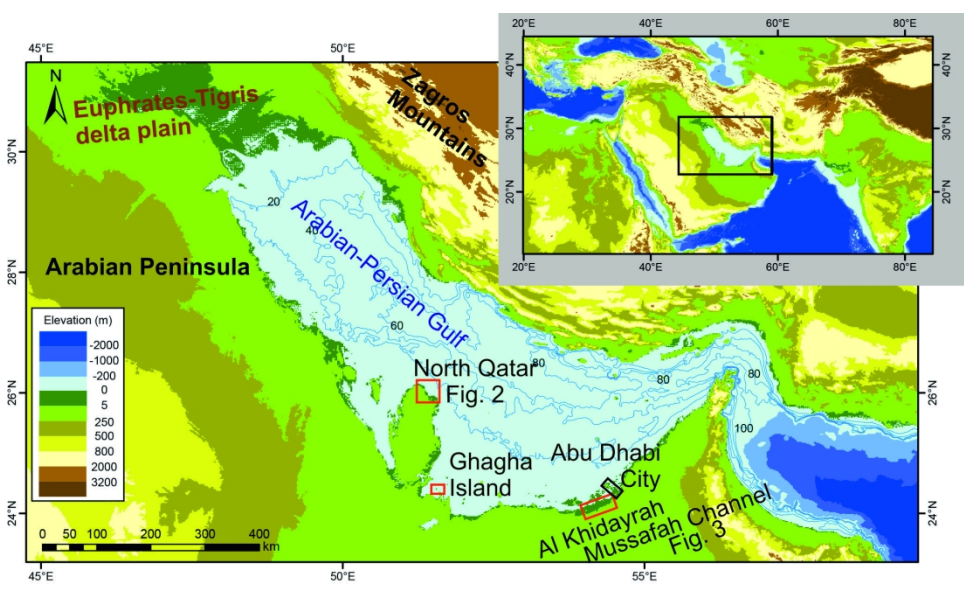 45°E
50°E
20°E
40°E
60°E
80°E
40°N
30°N
20°N
40°N
30°N
20°N
20°E
40°E
60°E
80°E
N
Euphrates-Tigris
delta plain
Zagros
Mountains
30°N
28°N
26°N
24°N
20
40
60
80
80
80
100
Arabian-Persian Gulf
Arabian Peninsula
Elevation (m)
-2000
-1000
-200
0
5
250
500
800
2000
3200
North Qatar
Fig. 2
Ghagha
Island
Abu Dhabi
City
Al Khidayrah
Mussafah Channel
Fig. 3
26°N
24°N
0 50 100 200 300 400
km
45°E
50°E
55°E